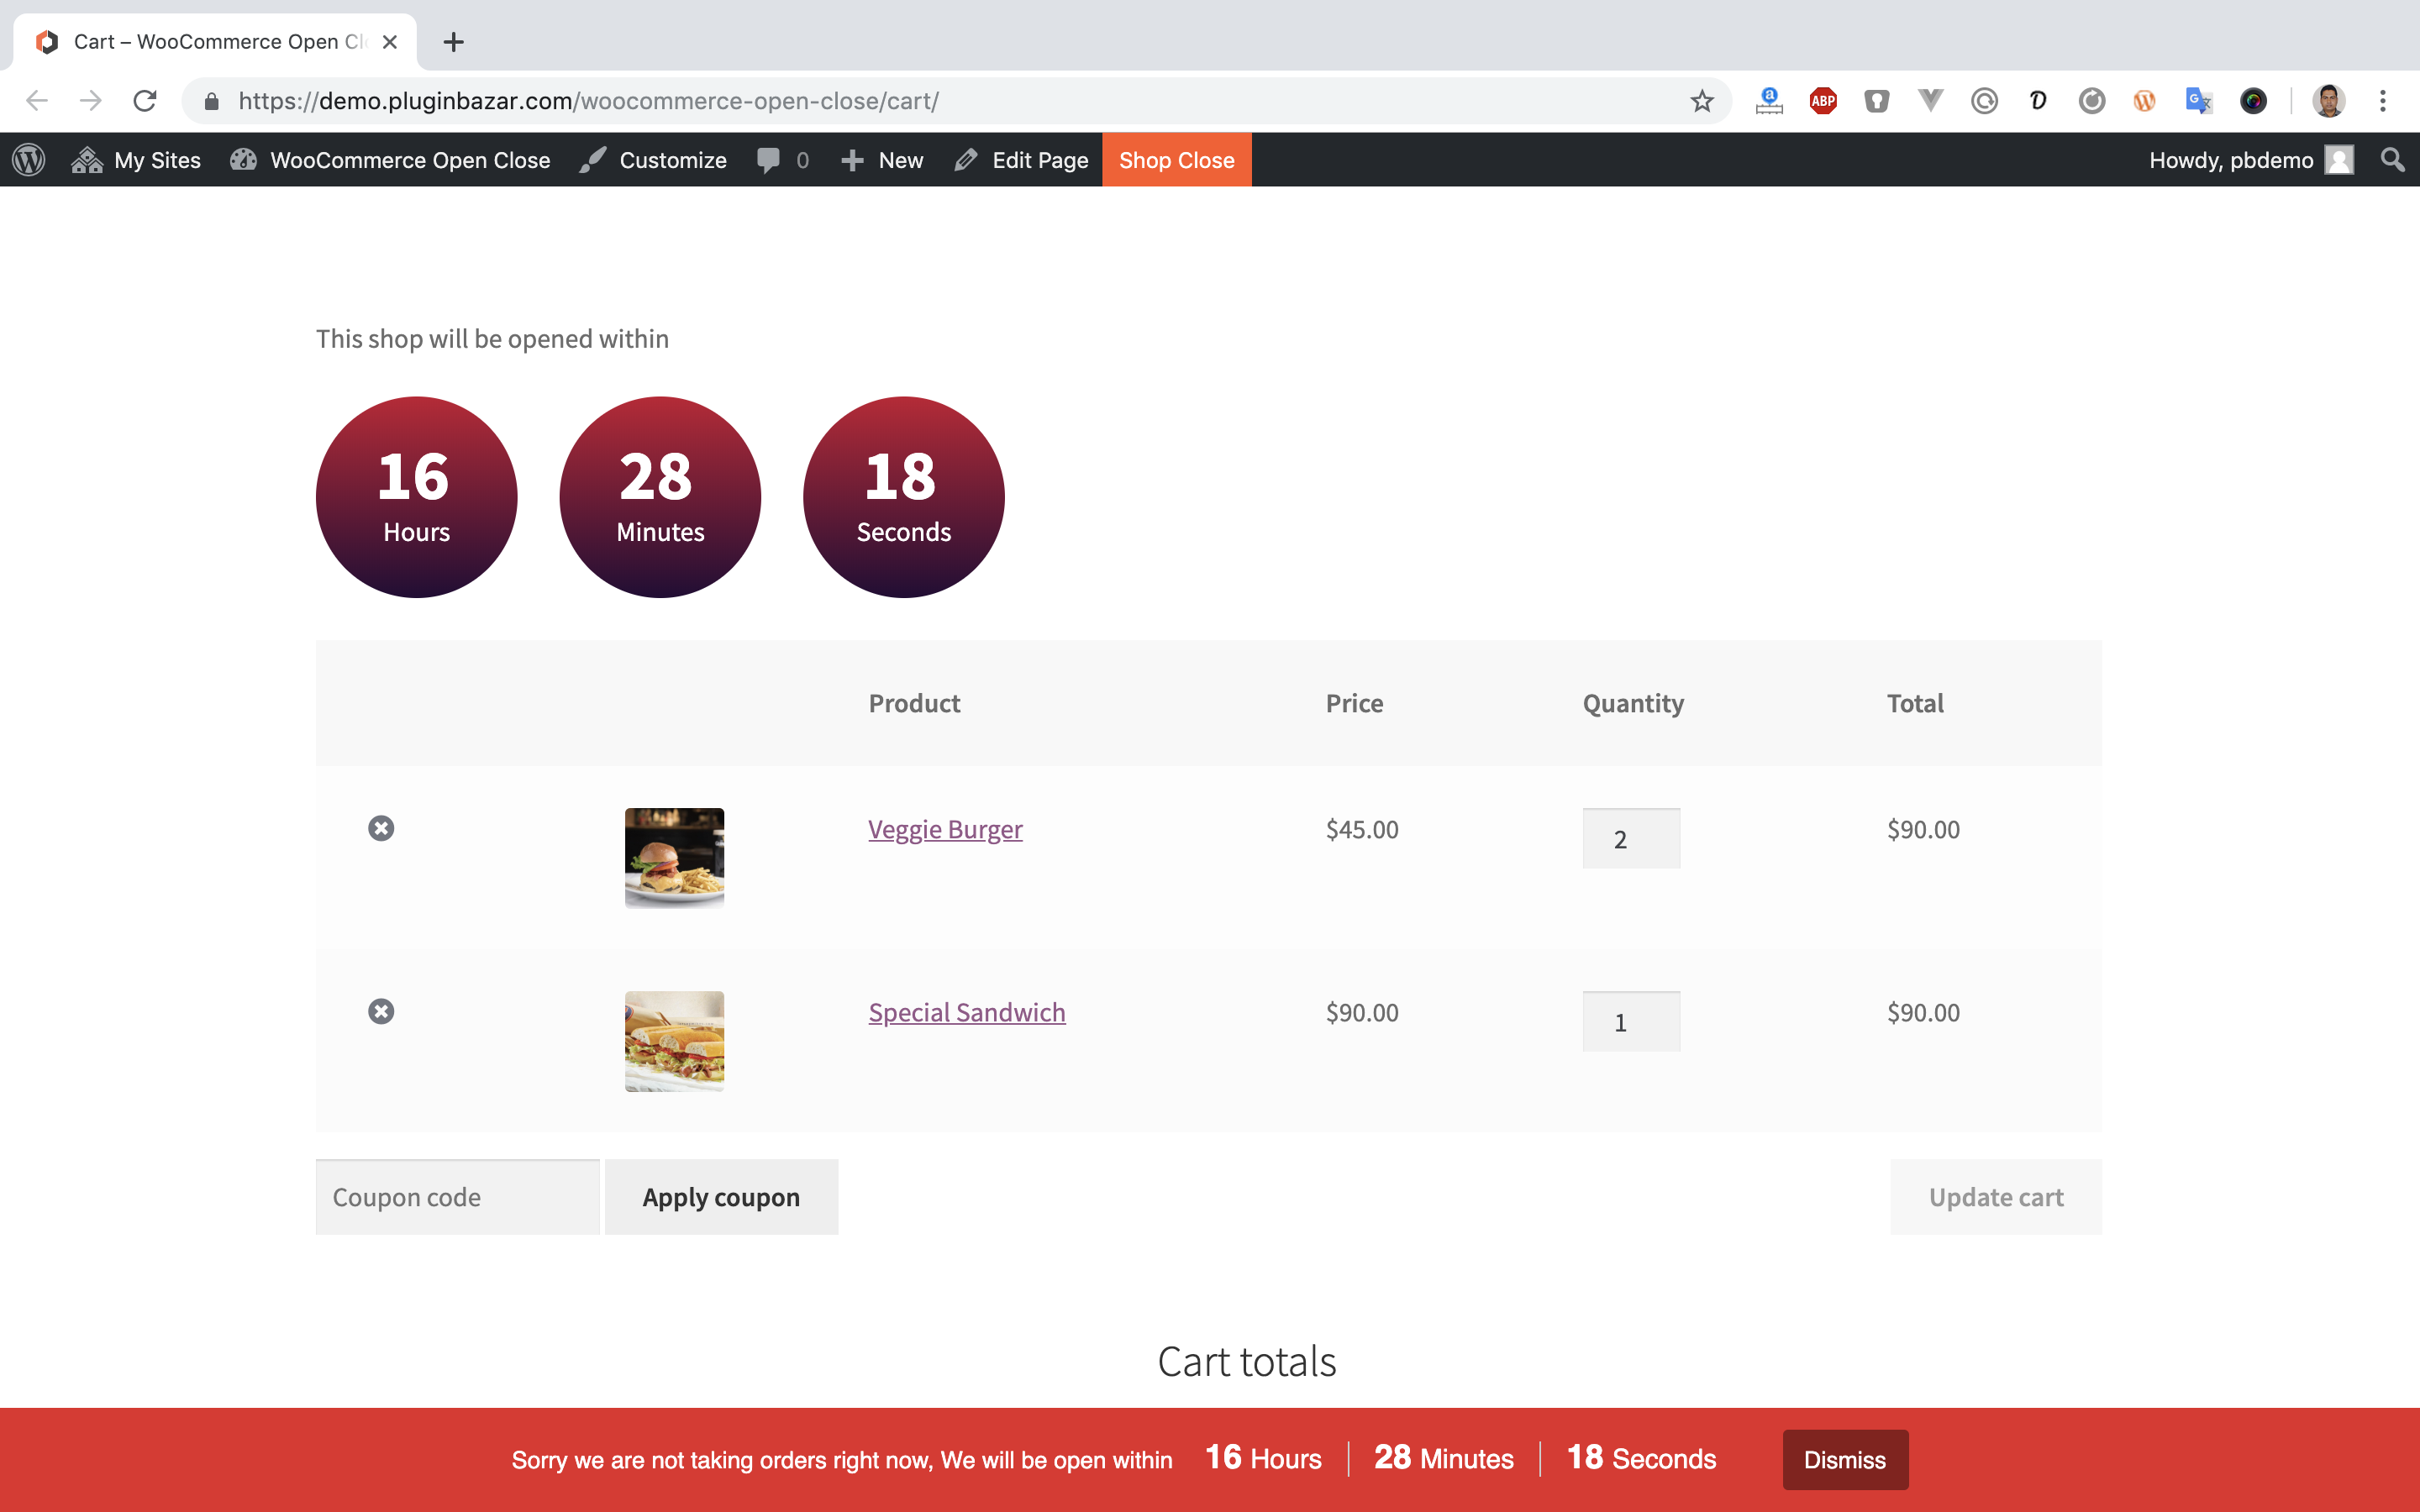 Cart – WooCommerce Open Cl
https://demo.pluginbazar.com/woocommerce-open-close/cart/
a
ABP
My Sites
WooCommerce Open Close
Customize
0
New
Edit Page
Shop Close
Howdy, pbdemo
This shop will be opened within
16 28 18
Hours Minutes Seconds
Product Price Quantity Total
Veggie Burger $45.00 2 $90.00
Special Sandwich $90.00 1 $90.00
Coupon code Apply coupon Update cart
Cart totals
Sorry we are not taking orders right now, We will be open within 16 Hours 28 Minutes 18 Seconds Dismiss